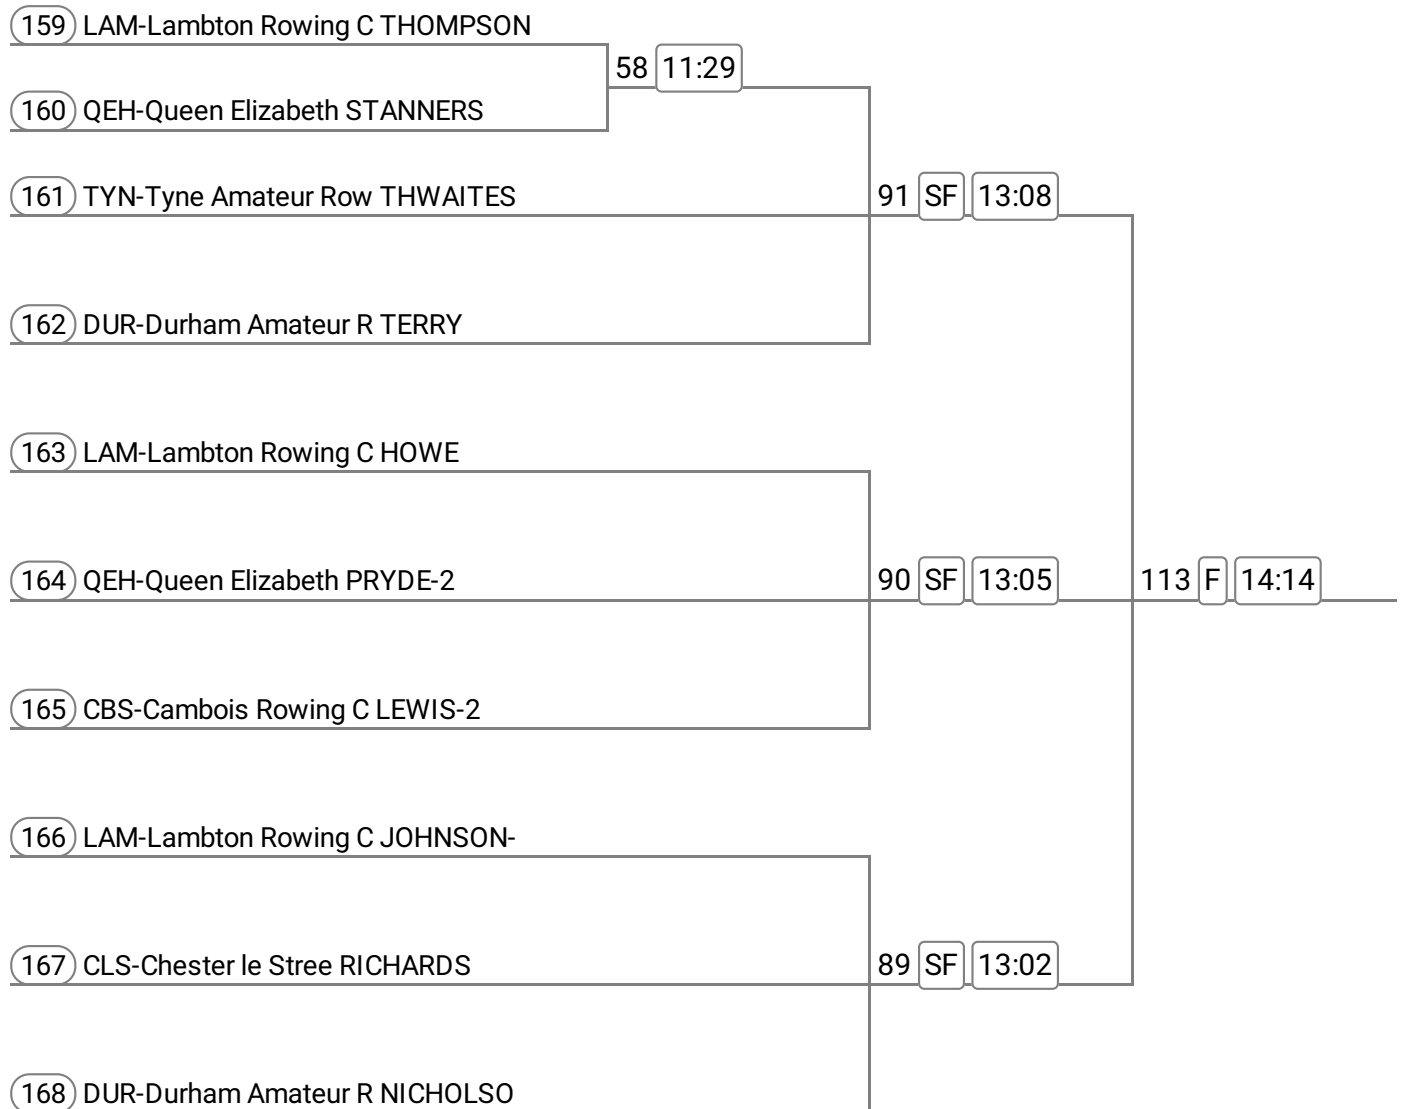 159 LAM-Lambton Rowing C THOMPSON
58 11:29
160 QEH-Queen Elizabeth STANNERS
161 TYN-Tyne Amateur Row THWAITES
91 SF 13:08
162 DUR-Durham Amateur R TERRY
163 LAM-Lambton Rowing C HOWE
164 QEH-Queen Elizabeth PRYDE-2
90 SF 13:05
113 F 14:14
165 CBS-Cambois Rowing C LEWIS-2
166 LAM-Lambton Rowing C JOHNSON-
167 CLS-Chester le Stree RICHARDS
89 SF 13:02
168 DUR-Durham Amateur R NICHOLSO